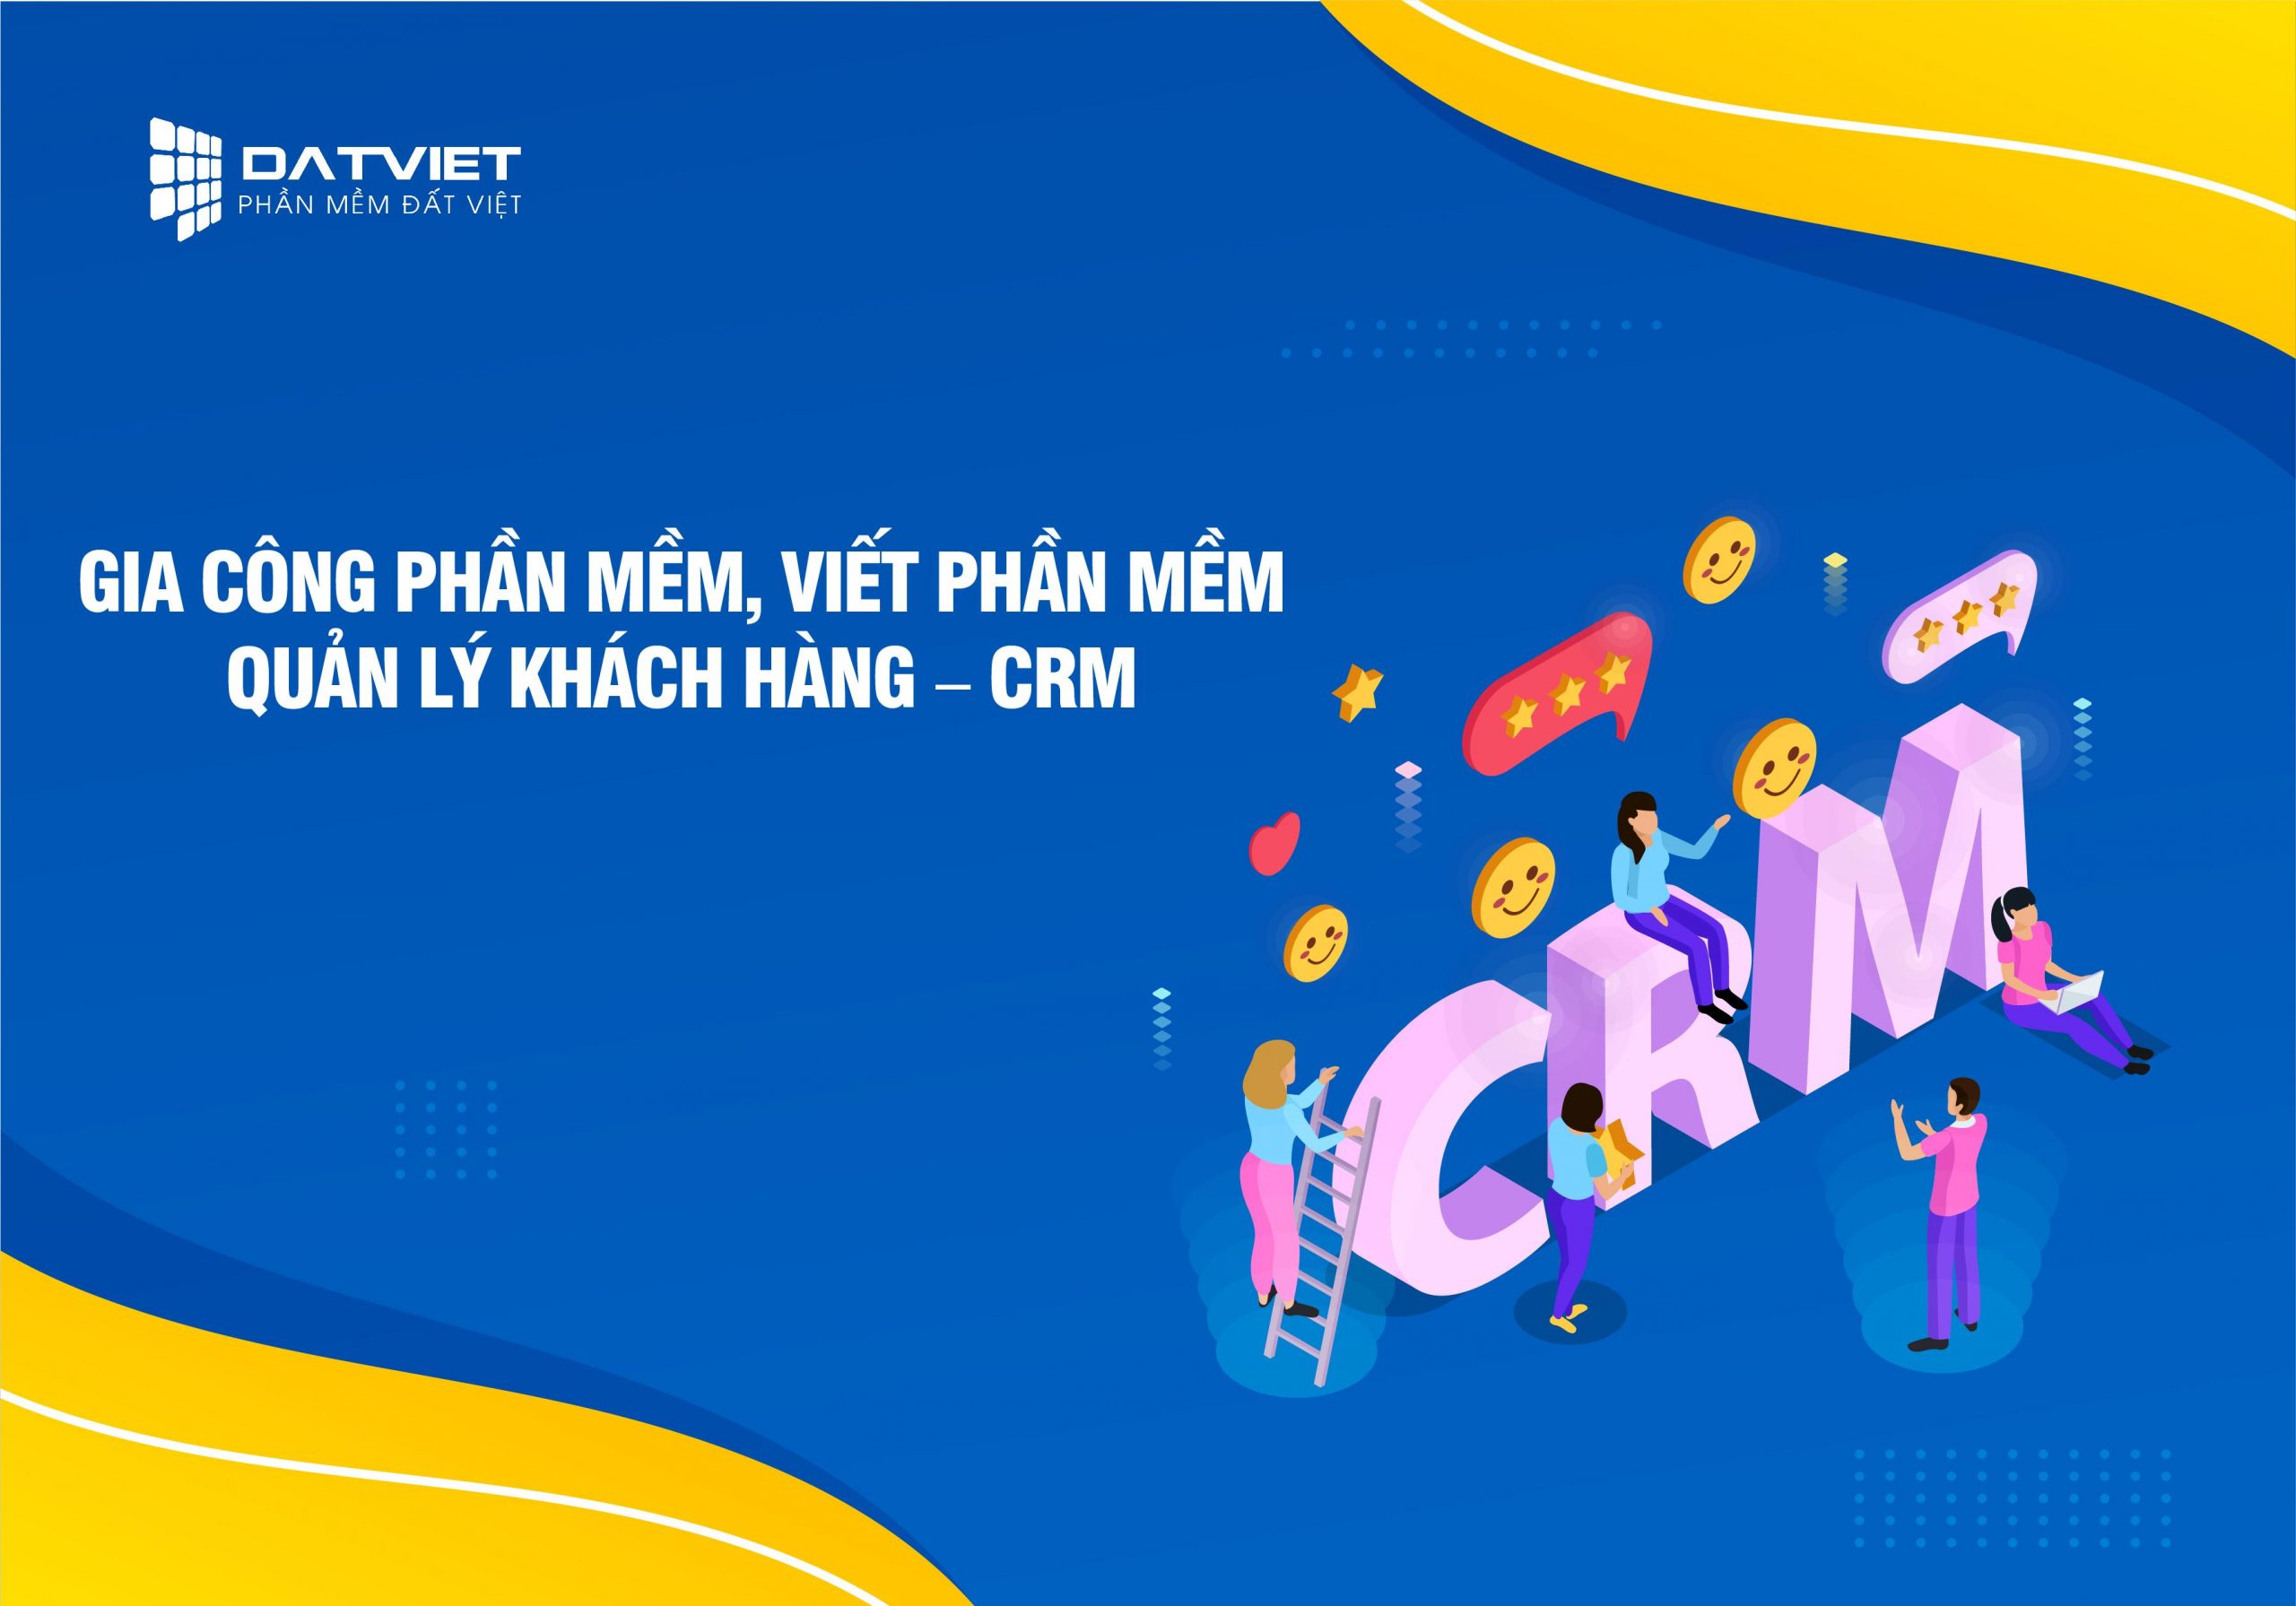 DATVIET
PHẦN MỀM ĐẤT VIỆT
GIA CÔNG PHẦN MỀM, VIẾT PHẦN MỀM
QUẢN LÝ KHÁCH HÀNG – CRM
CRM